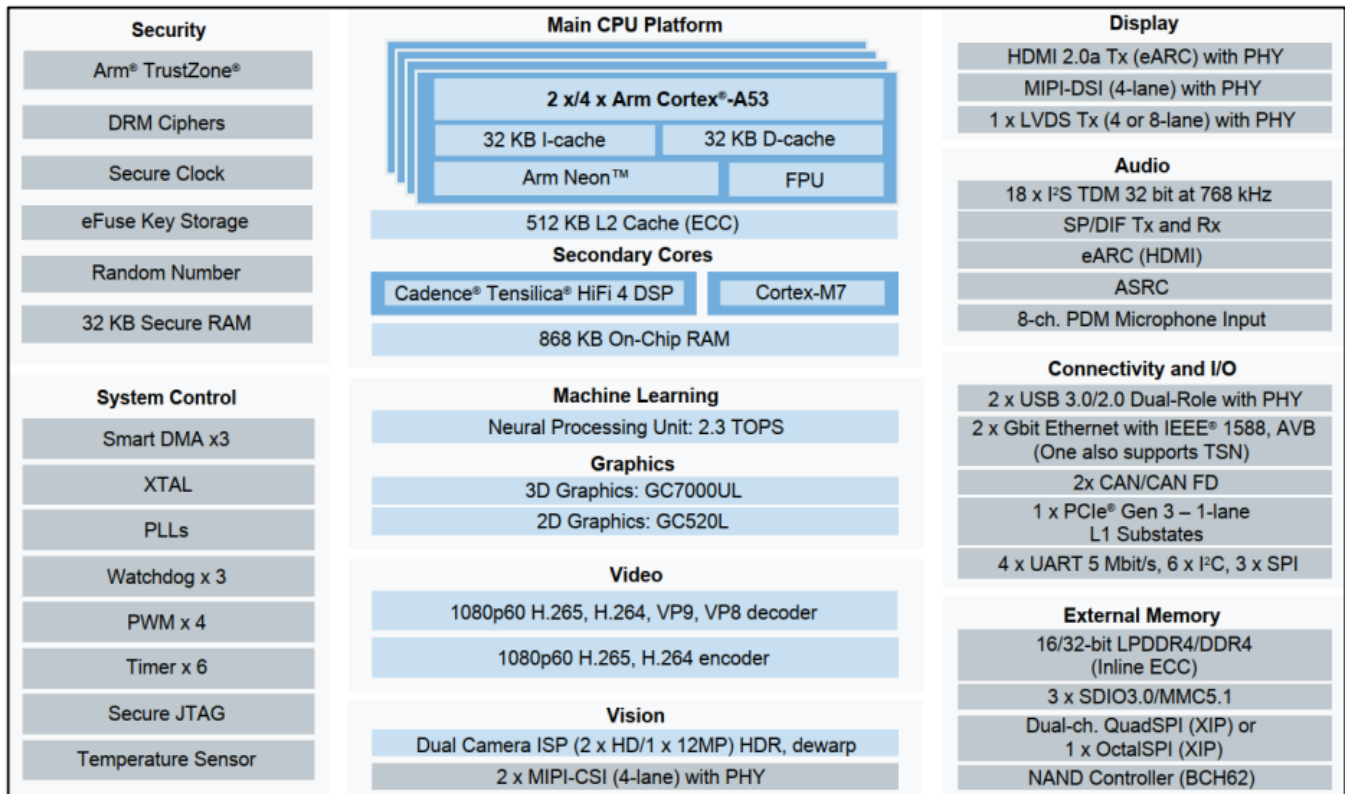 Security
Arm® TrustZone®
DRM Ciphers
Secure Clock
eFuse Key Storage
Random Number
32 KB Secure RAM
System Control
Smart DMA x3
XTAL
PLLs
Watchdog x 3
PWM x 4
Timer x 6
Secure JTAG
Temperature Sensor
Main CPU Platform
2 x/4 x Arm Cortex®-A53
32 KB I-cache
32 KB D-cache
Arm Neon™
FPU
512 KB L2 Cache (ECC)
Secondary Cores
Cadence® Tensilica® HiFi 4 DSP
Cortex-M7
868 KB On-Chip RAM
Machine Learning
Neural Processing Unit: 2.3 TOPS
Graphics
3D Graphics: GC7000UL
2D Graphics: GC520L
Video
1080p60 H.265, H.264, VP9, VP8 decoder
1080p60 H.265, H.264 encoder
Vision
Dual Camera ISP (2 x HD/1 x 12MP) HDR, dewarp
2 x MIPI-CSI (4-lane) with PHY
Display
HDMI 2.0a Tx (eARC) with PHY
MIPI-DSI (4-lane) with PHY
1 x LVDS Tx (4 or 8-lane) with PHY
Audio
18 x I²S TDM 32 bit at 768 kHz
SP/DIF Tx and Rx
eARC (HDMI)
ASRC
8-ch. PDM Microphone Input
Connectivity and I/O
2 x USB 3.0/2.0 Dual-Role with PHY
2 x Gbit Ethernet with IEEE® 1588, AVB
(One also supports TSN)
2x CAN/CAN FD
1 x PCIe® Gen 3 – 1-lane
L1 Substates
4 x UART 5 Mbit/s, 6 x I²C, 3 x SPI
External Memory
16/32-bit LPDDR4/DDR4
(Inline ECC)
3 x SDIO3.0/MMC5.1
Dual-ch. QuadSPI (XIP) or
1 x OctalSPI (XIP)
NAND Controller (BCH62)